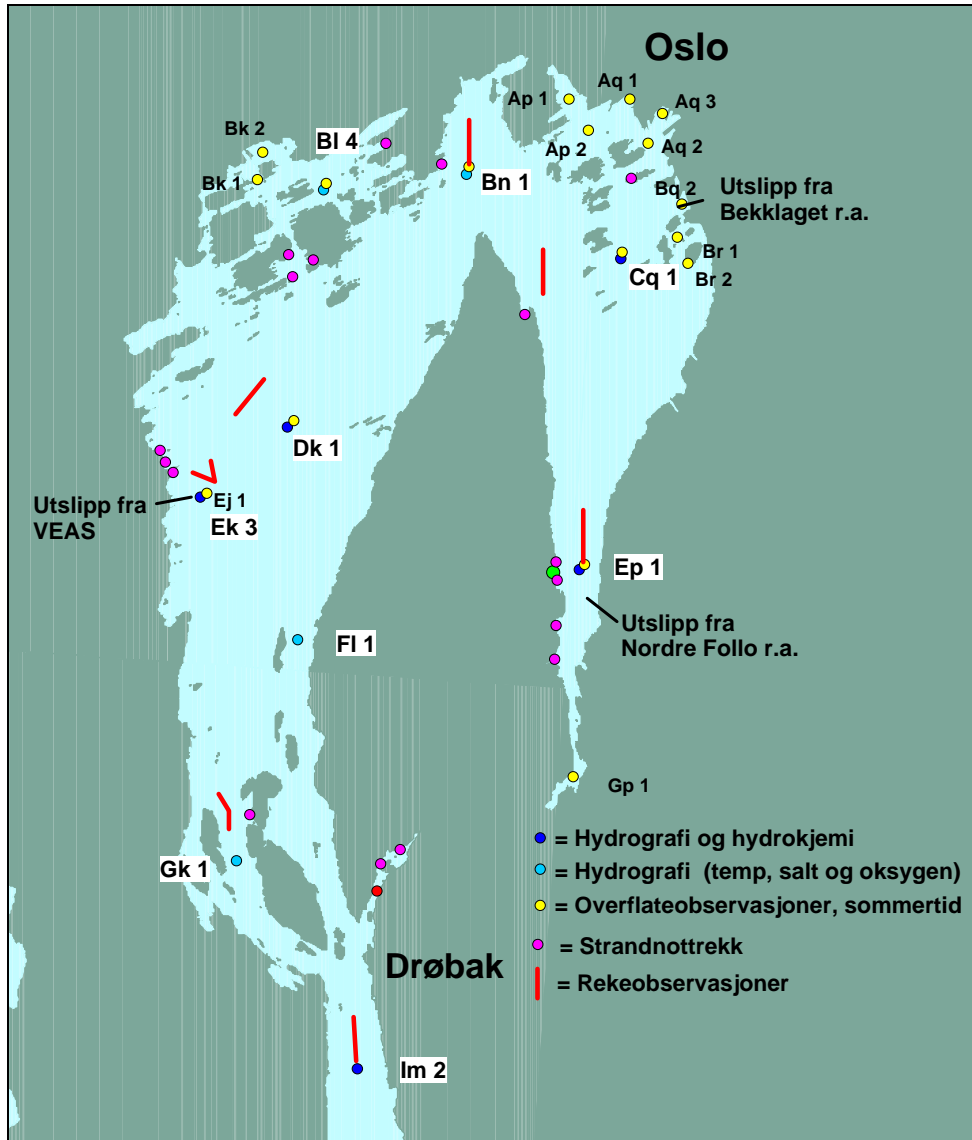 Oslo
Ap 1
Aq 1
Aq 3
Bk 2
Bl 4
Ap 2
Aq 2
Bk 1
Bn 1
Bq 2
Utslipp fra
Bekklaget r.a.
Br 1
Cq 1
Br 2
Dk 1
Utslipp fra
VEAS
Ej 1
Ek 3
Ep 1
Utslipp fra
Nordre Follo r.a.
Fl 1
Gp 1
Gk 1
= Hydrografi og hydrokjemi
= Hydrografi (temp, salt og oksygen)
= Overflateobservasjoner, sommertid
= Strandnottrekk
= Rekeobservasjoner
Drøbak
Im 2